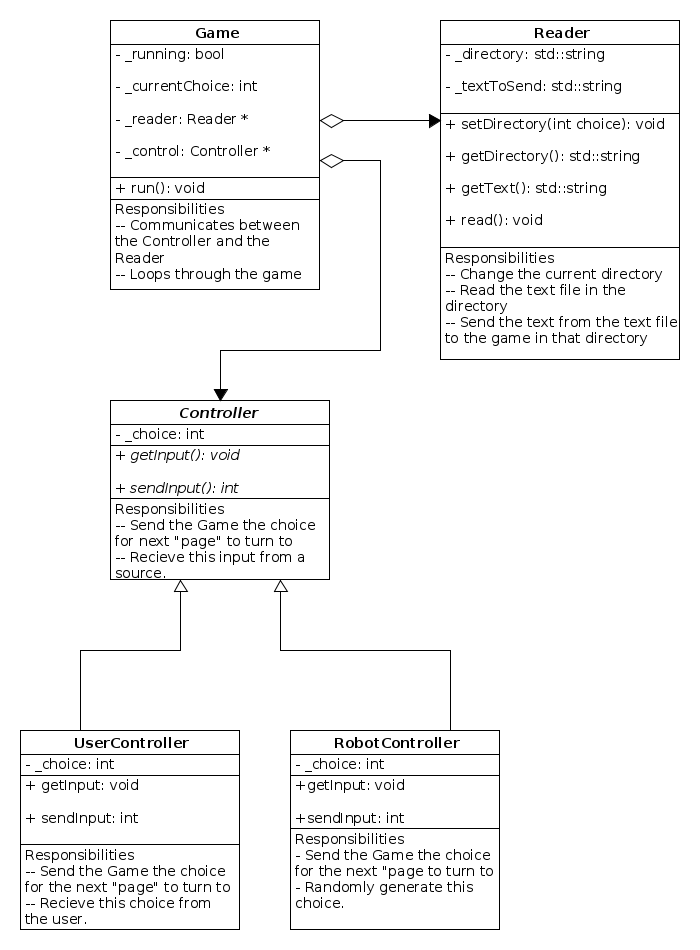 Game
- _running: bool
- _currentChoice: int
- _reader: Reader *
- _control: Controller *
+ run(): void
Responsibilities
-- Communicates between
the Controller and the
Reader
-- Loops through the game
Reader
- _directory: std::string
- _textToSend: std::string
+ setDirectory(int choice): void
+ getDirectory(): std::string
+ getText(): std::string
+ read(): void
Responsibilities
-- Change the current directory
-- Read the text file in the
directory
-- Send the text from the text file
to the game in that directory
Controller
- _choice: int
+ getInput(): void
+ sendInput(): int
Responsibilities
-- Send the Game the choice
for next "page" to turn to
-- Recieve this input from a
source.
UserController
- _choice: int
+ getInput: void
+ sendInput: int
Responsibilities
-- Send the Game the choice
for the next "page" to turn to
-- Recieve this choice from
the user.
RobotController
- _choice: int
+getInput: void
+sendInput: int
Responsibilities
- Send the Game the choice
for the next "page to turn to
- Randomly generate this
choice.